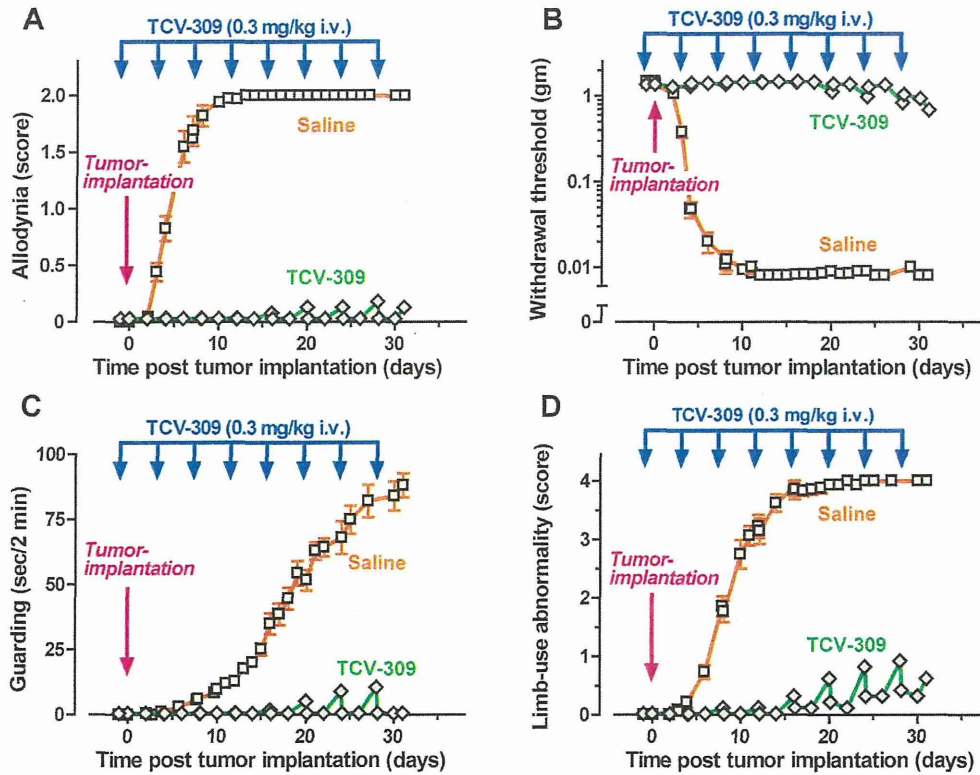 A
TCV-309 (0.3 mg/kg i.v.)
2.0
1.5
1.0
0.5
0
Allodynia (score)
Tumor-
implantation
Saline
TCV-309
0
10
20
30
Time post tumor implantation (days)
B
TCV-309 (0.3 mg/kg i.v.)
1
0.1
0.01
0
Withdrawal threshold (gm)
Tumor-
implantation
TCV-309
Saline
0
10
20
30
Time post tumor implantation (days)
C
TCV-309 (0.3 mg/kg i.v.)
100
75
50
25
0
Guarding (sec/2 min)
Tumor-
implantation
Saline
TCV-309
0
10
20
30
Time post tumor implantation (days)
D
TCV-309 (0.3 mg/kg i.v.)
5
4
3
2
1
0
Limb-use abnormality (score)
Saline
Tumor-
implantation
TCV-309
0
10
20
30
Time post tumor implantation (days)